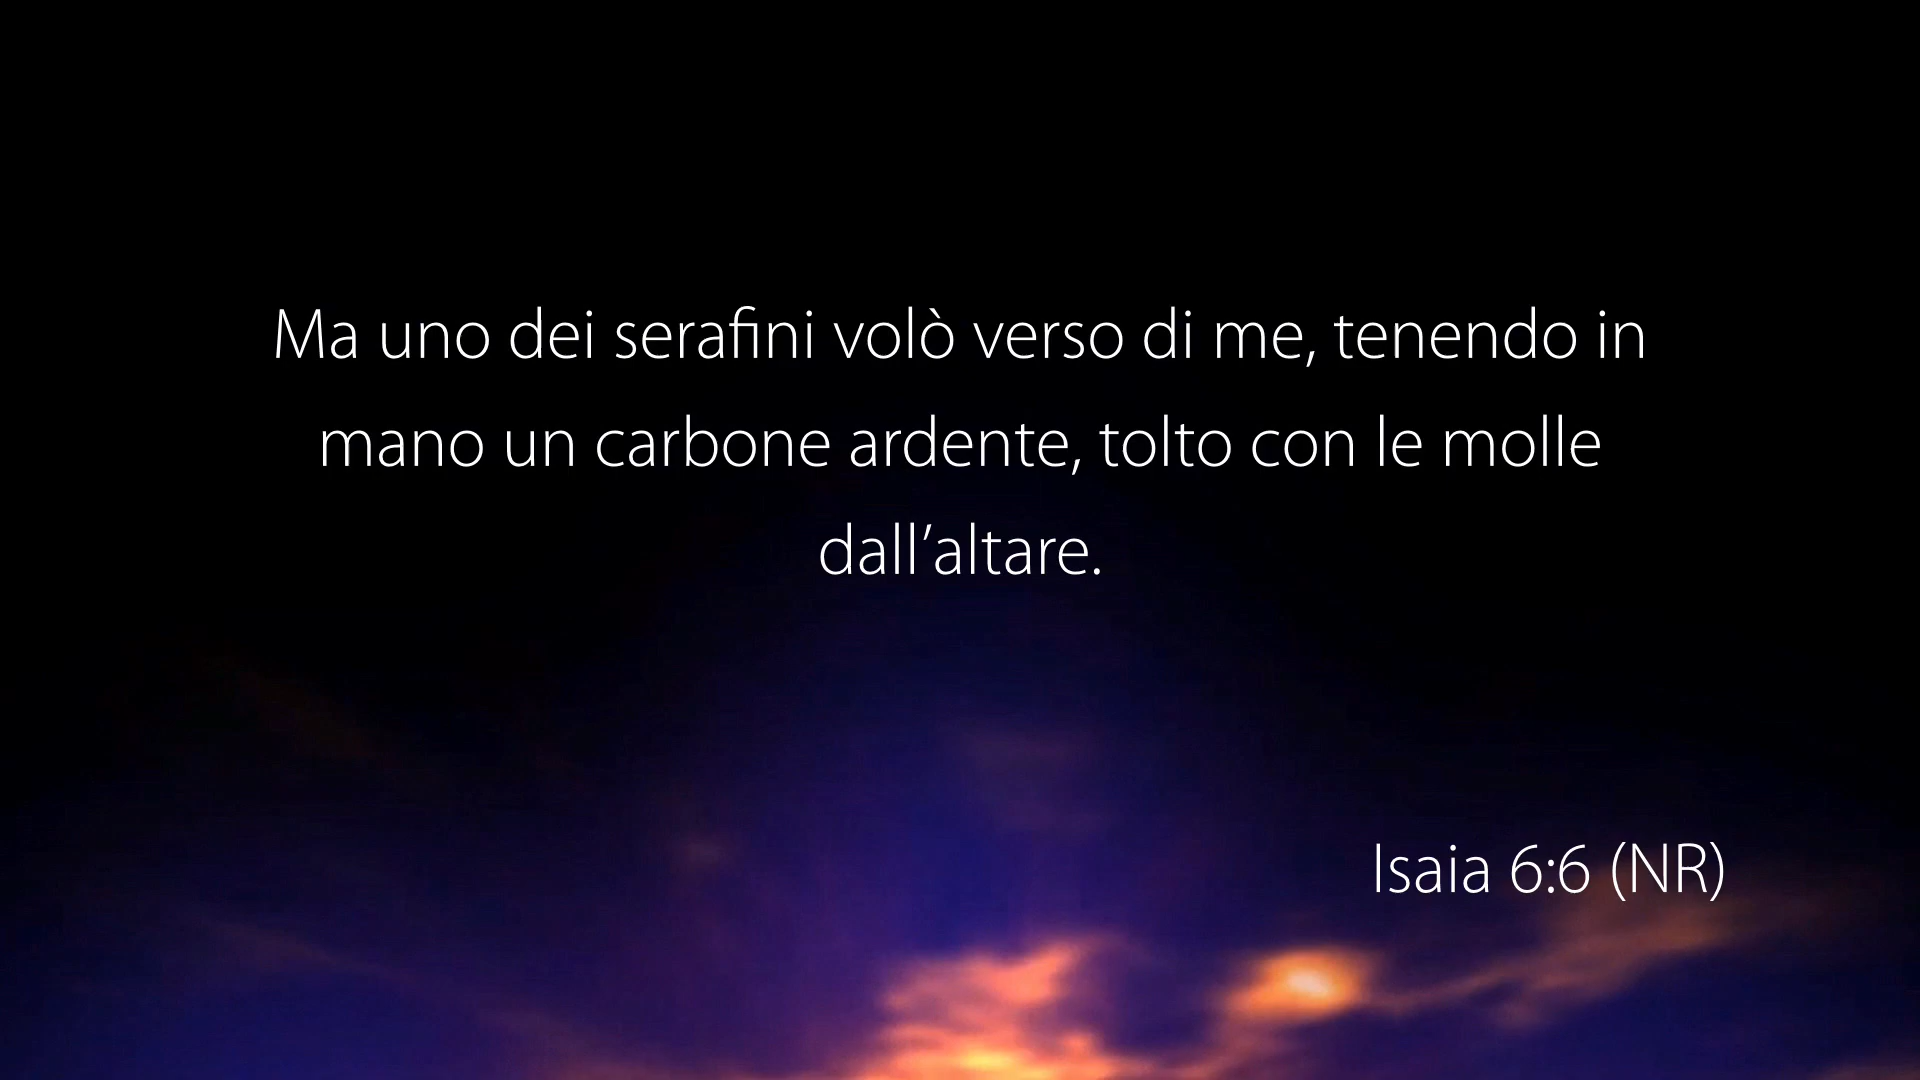 Ma uno dei serafini volò verso di me, tenendo in
mano un carbone ardente, tolto con le molle
dall’altare.
Isaia 6:6 (NR)